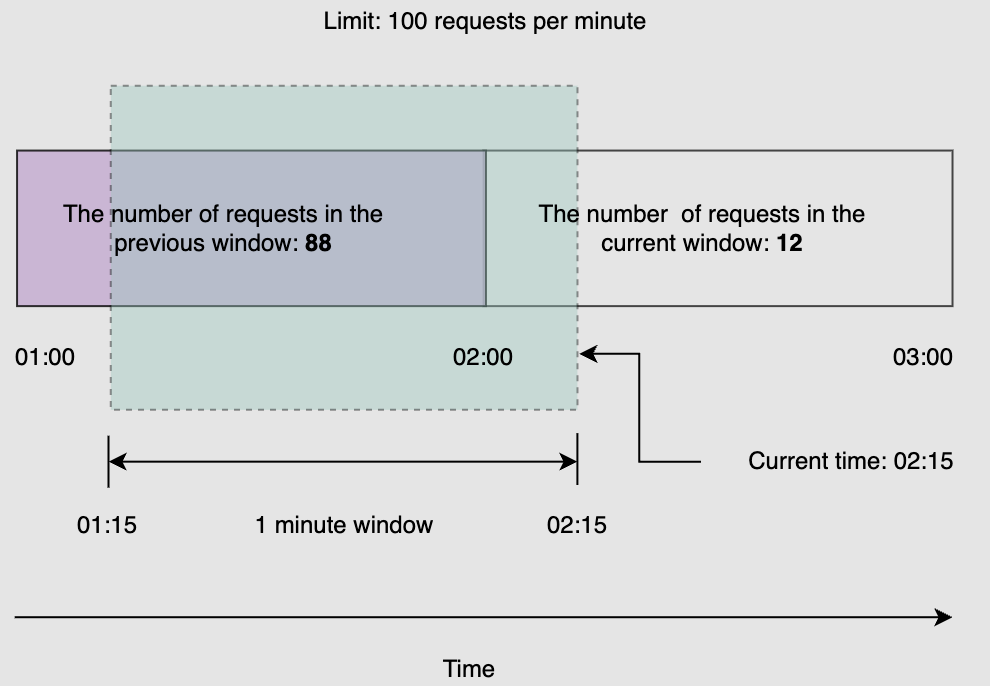 Limit: 100 requests per minute
The number of requests in the
previous window: 88
The number  of requests in the
current window: 12
01:00
02:00
03:00
Current time: 02:15
01:15
1 minute window
02:15
Time